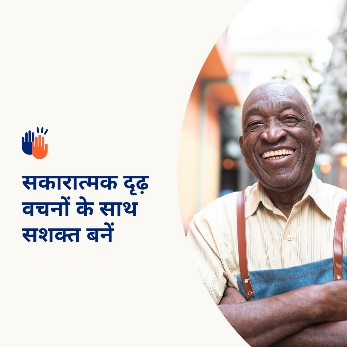 सकारात्मक दृढ़
वचनों के साथ
सशक्त बनें